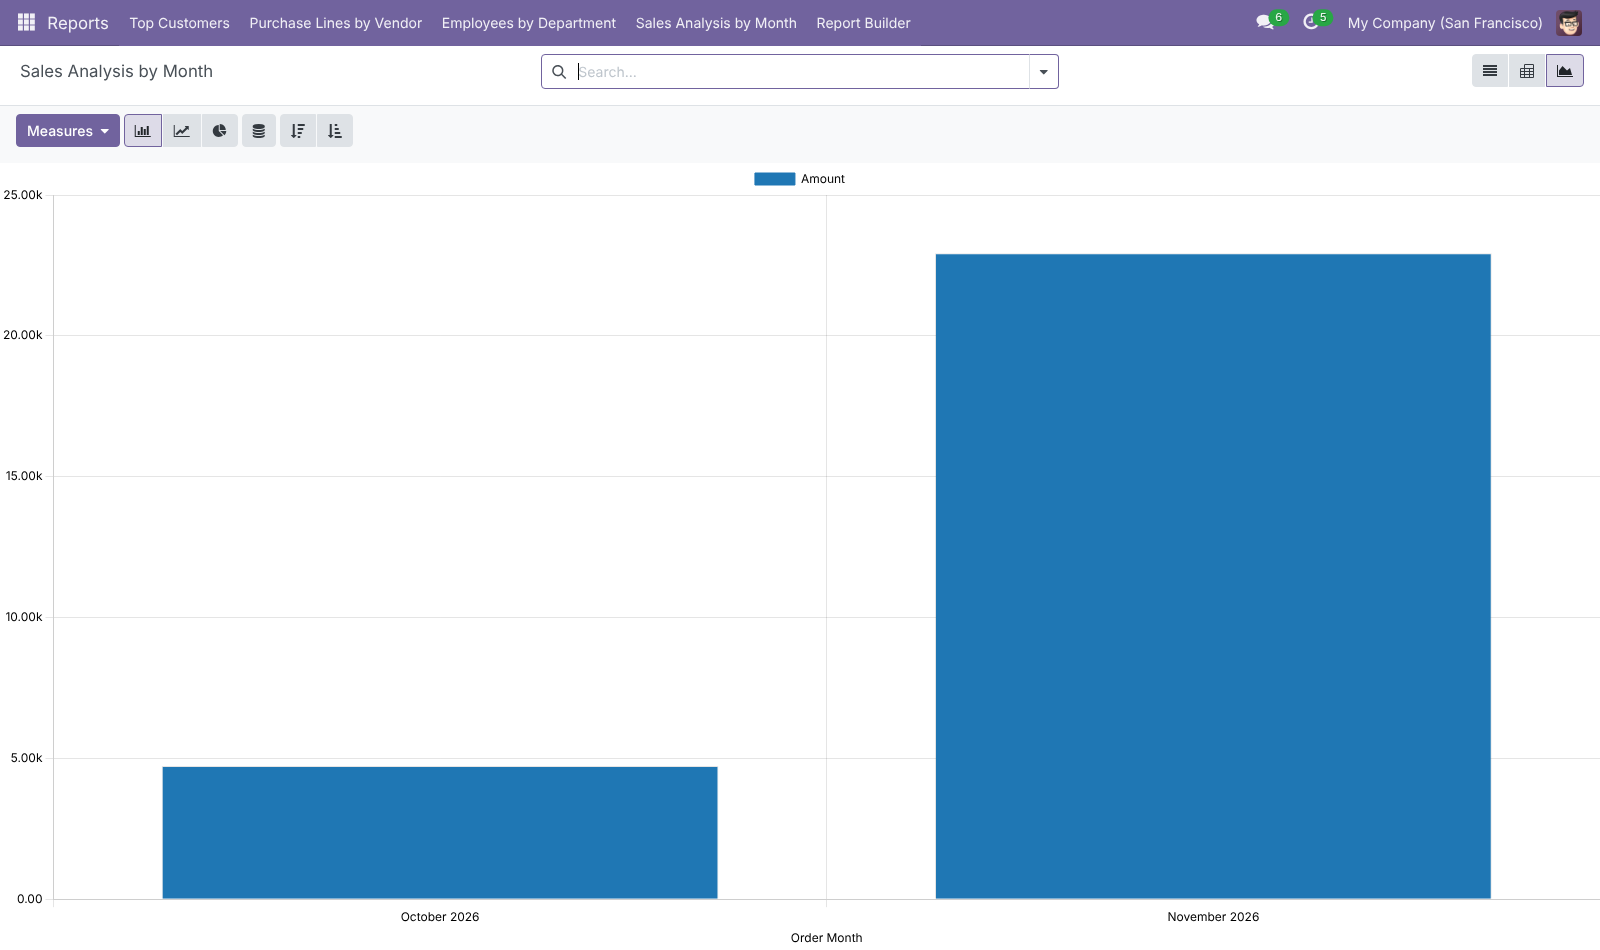 Reports Top Customers Purchase Lines by Vendor Employees by Department Sales Analysis by Month Report Builder 6 5 My Company (San Francisco)
Sales Analysis by Month
Search...
Measures
Amount
25.00k
20.00k
15.00k
10.00k
5.00k
0.00
October 2026 November 2026
Order Month